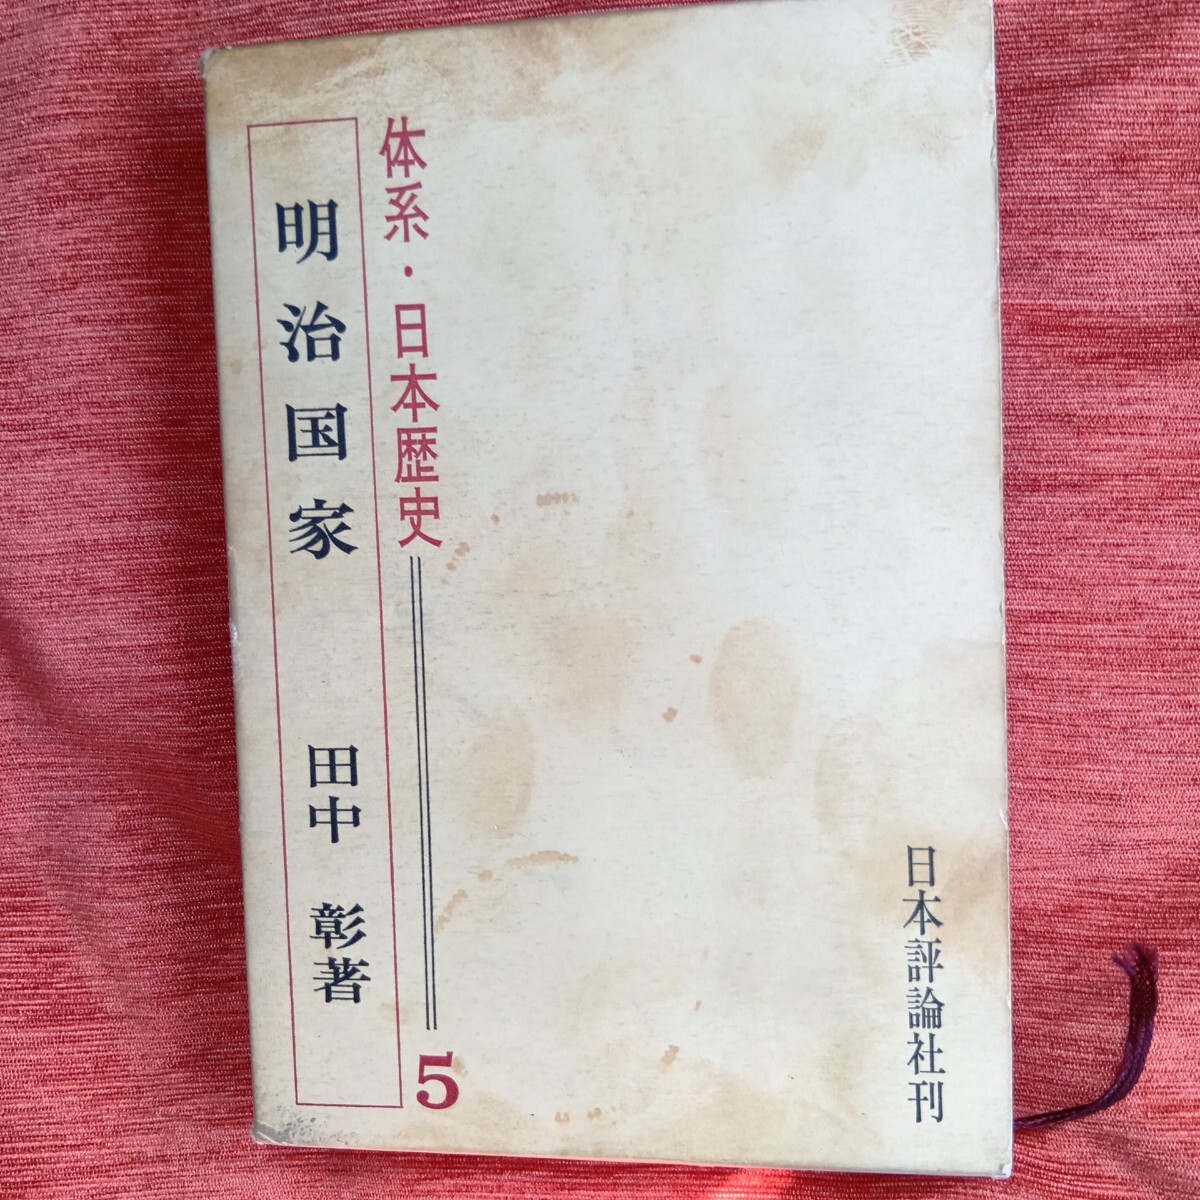 日本評論社刊
体系・日本歴史 5
明治国家 田中 彰著